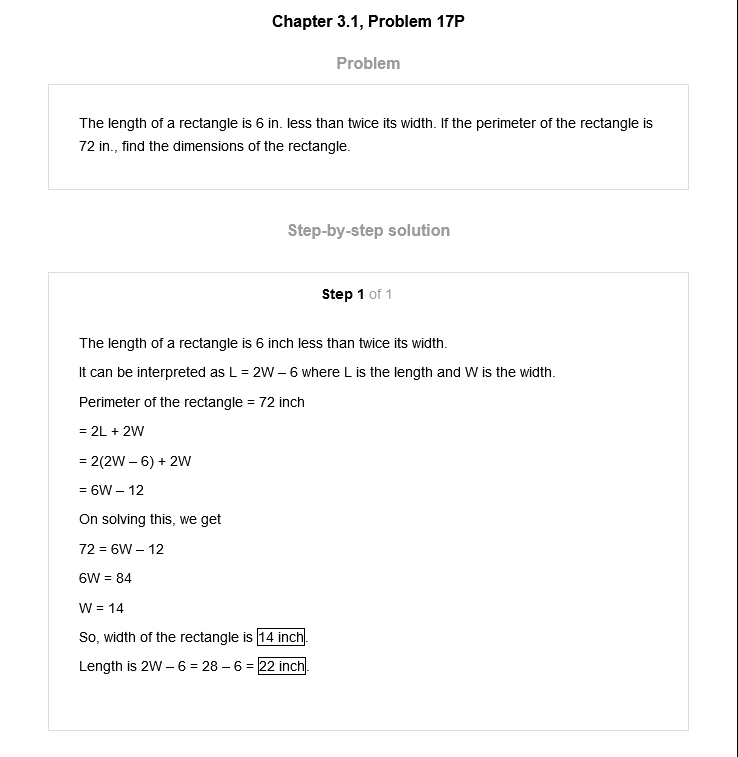 Chapter 3.1, Problem 17P
Problem
The length of a rectangle is 6 in. less than twice its width. If the perimeter of the rectangle is
72 in., find the dimensions of the rectangle.
Step-by-step solution
Step 1 of 1
The length of a rectangle is 6 inch less than twice its width.
It can be interpreted as L = 2W – 6 where L is the length and W is the width.
Perimeter of the rectangle = 72 inch
= 2L + 2W
= 2(2W – 6) + 2W
= 6W – 12
On solving this, we get
72 = 6W – 12
6W = 84
W = 14
So, width of the rectangle is 14 inch.
Length is 2W – 6 = 28 – 6 = 22 inch.